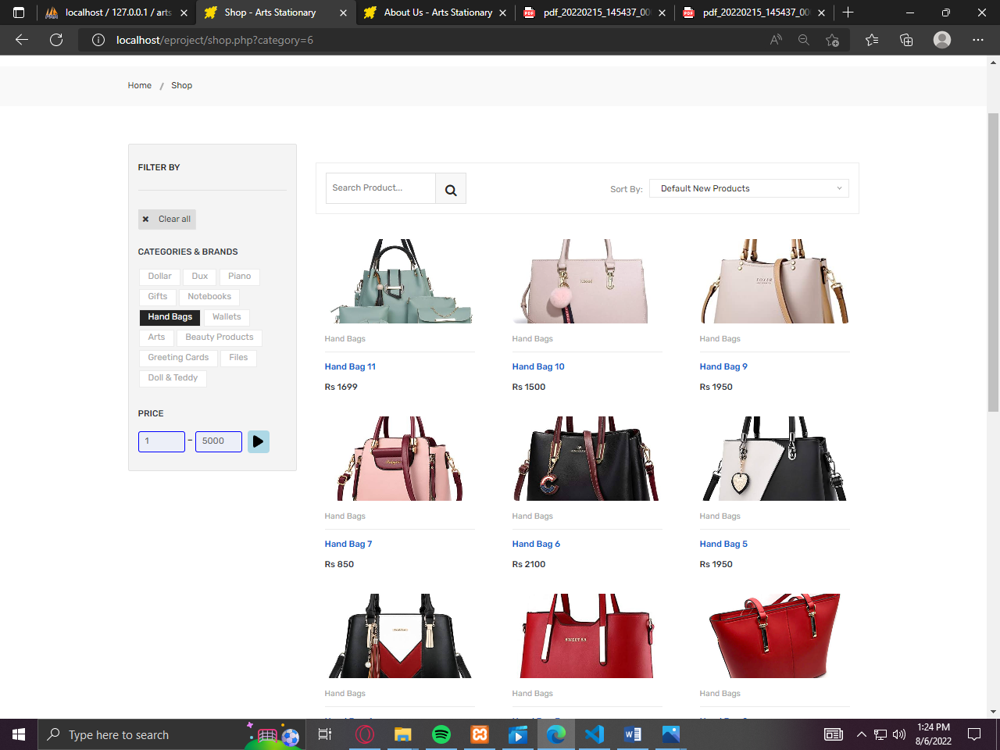 localhost / 127.0.0.1 / arts
Shop - Arts Stationary
About Us - Arts Stationary
pdf_20220215_145437_00
pdf_20220215_145437_00
localhost/eproject/shop.php?category=6
Home / Shop
FILTER BY
Clear all
CATEGORIES & BRANDS
Dollar Dux Piano
Gifts Notebooks
Hand Bags Wallets
Arts Beauty Products
Greeting Cards Files
Doll & Teddy
PRICE
1 – 5000
Search Product...
Sort By: Default New Products
Hand Bags
Hand Bag 11
Rs 1699
Hand Bags
Hand Bag 10
Rs 1500
Hand Bags
Hand Bag 9
Rs 1950
Hand Bags
Hand Bag 7
Rs 850
Hand Bags
Hand Bag 6
Rs 2100
Hand Bags
Hand Bag 5
Rs 1950
Hand Bags
Hand Bags
Hand Bags
Type here to search
1:24 PM
8/6/2022